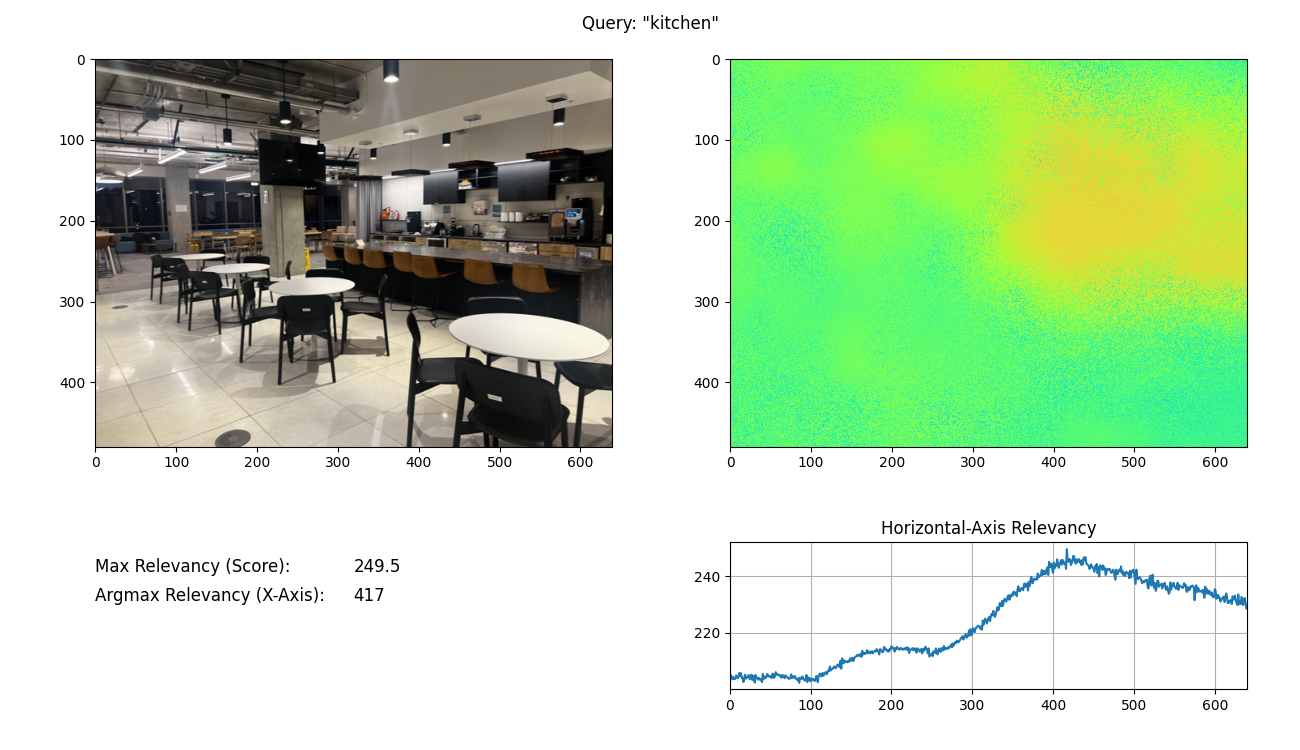 Query: "kitchen"
0
100
200
300
400
0 100 200 300 400 500 600
0
100
200
300
400
0 100 200 300 400 500 600
Max Relevancy (Score): 249.5
Argmax Relevancy (X-Axis): 417
Horizontal-Axis Relevancy
240
220
0 100 200 300 400 500 600